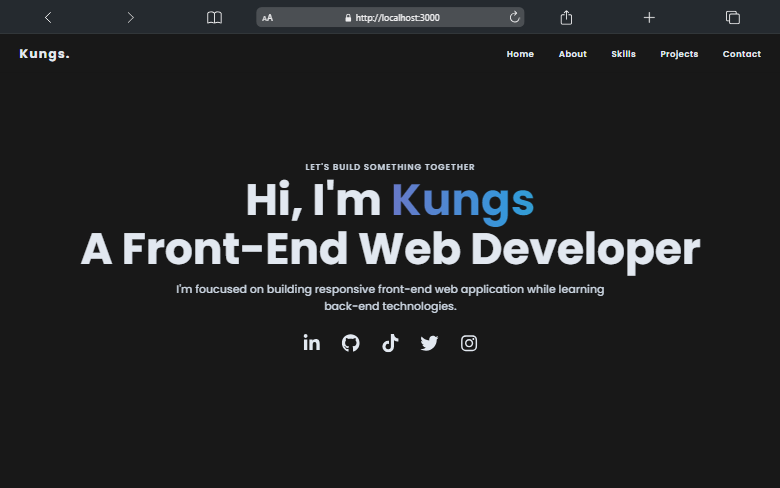 AA http://localhost:3000
Kungs. Home About Skills Projects Contact
LET'S BUILD SOMETHING TOGETHER
Hi, I'm Kungs
A Front-End Web Developer
I'm foucused on building responsive front-end web application while learning
back-end technologies.